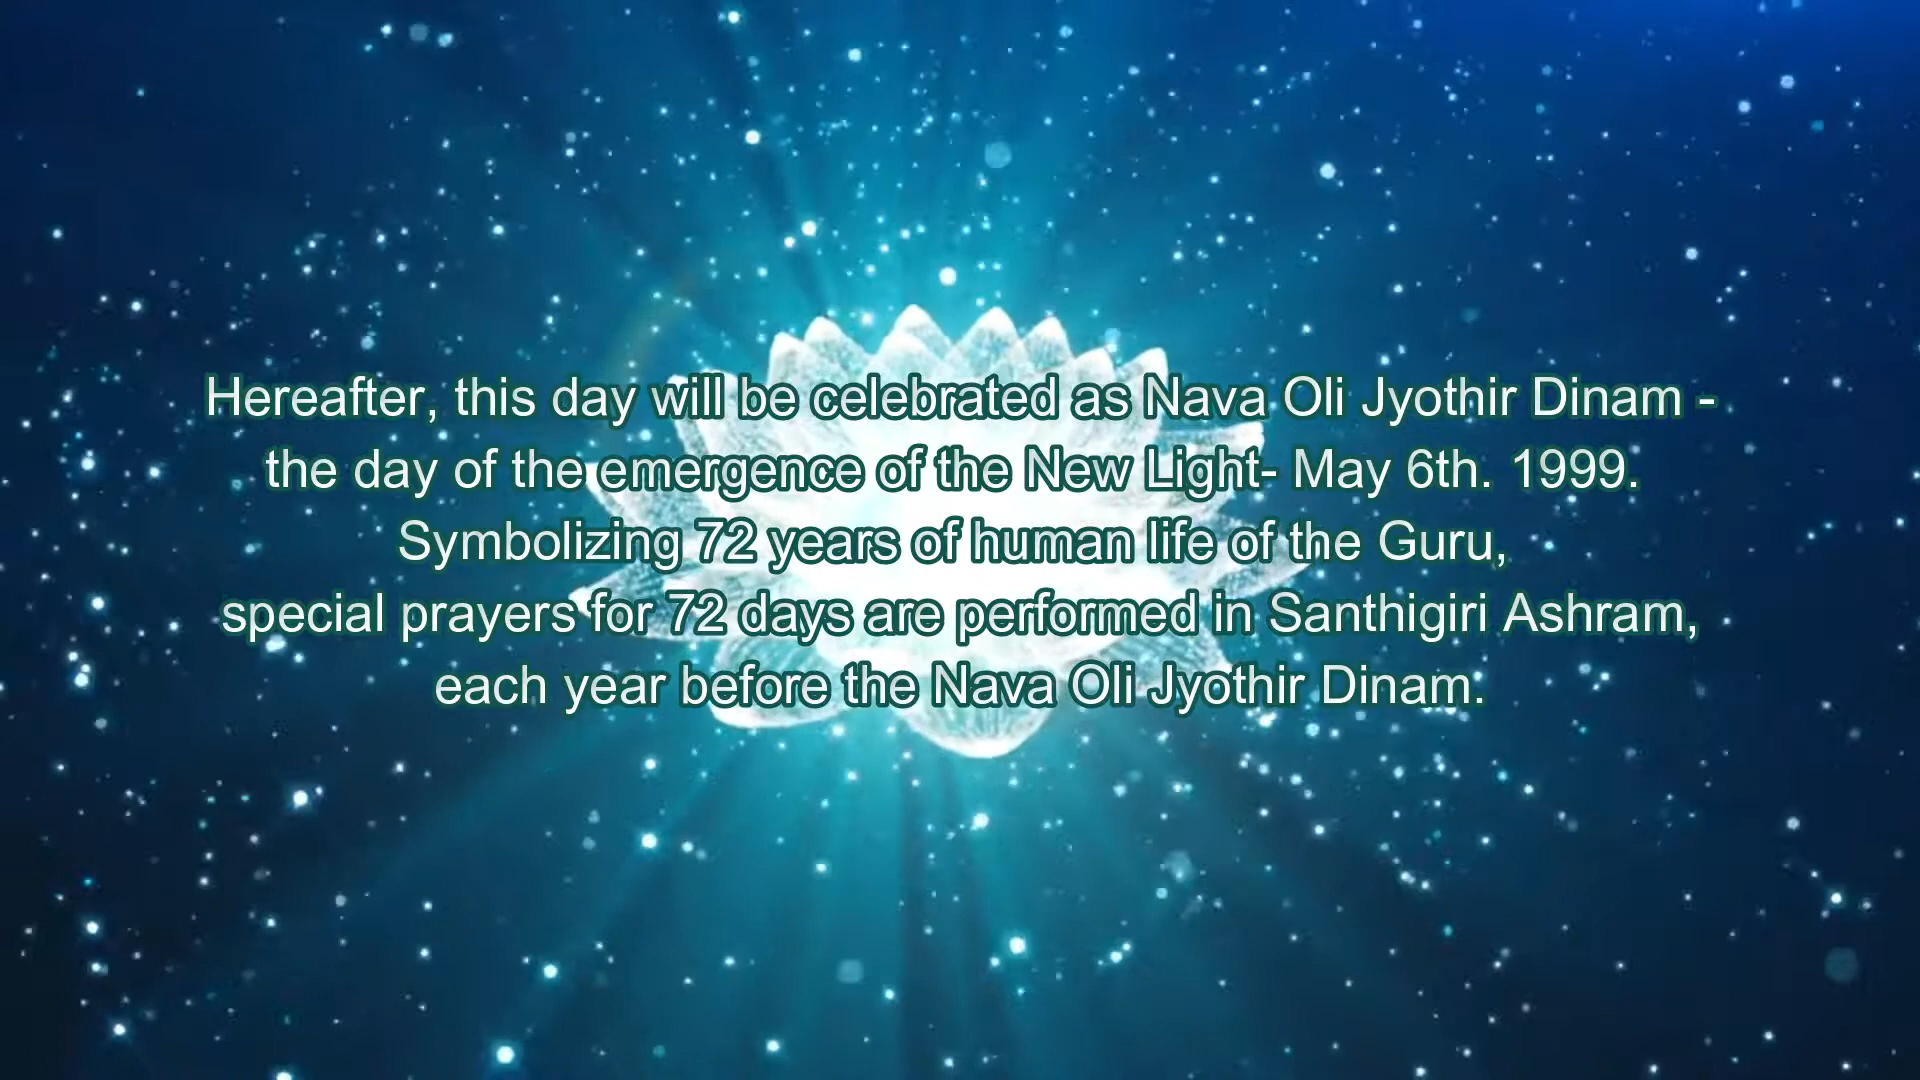 Hereafter, this day will be celebrated as Nava Oli Jyothir Dinam -
the day of the emergence of the New Light- May 6th. 1999.
Symbolizing 72 years of human life of the Guru,
special prayers for 72 days are performed in Santhigiri Ashram,
each year before the Nava Oli Jyothir Dinam.